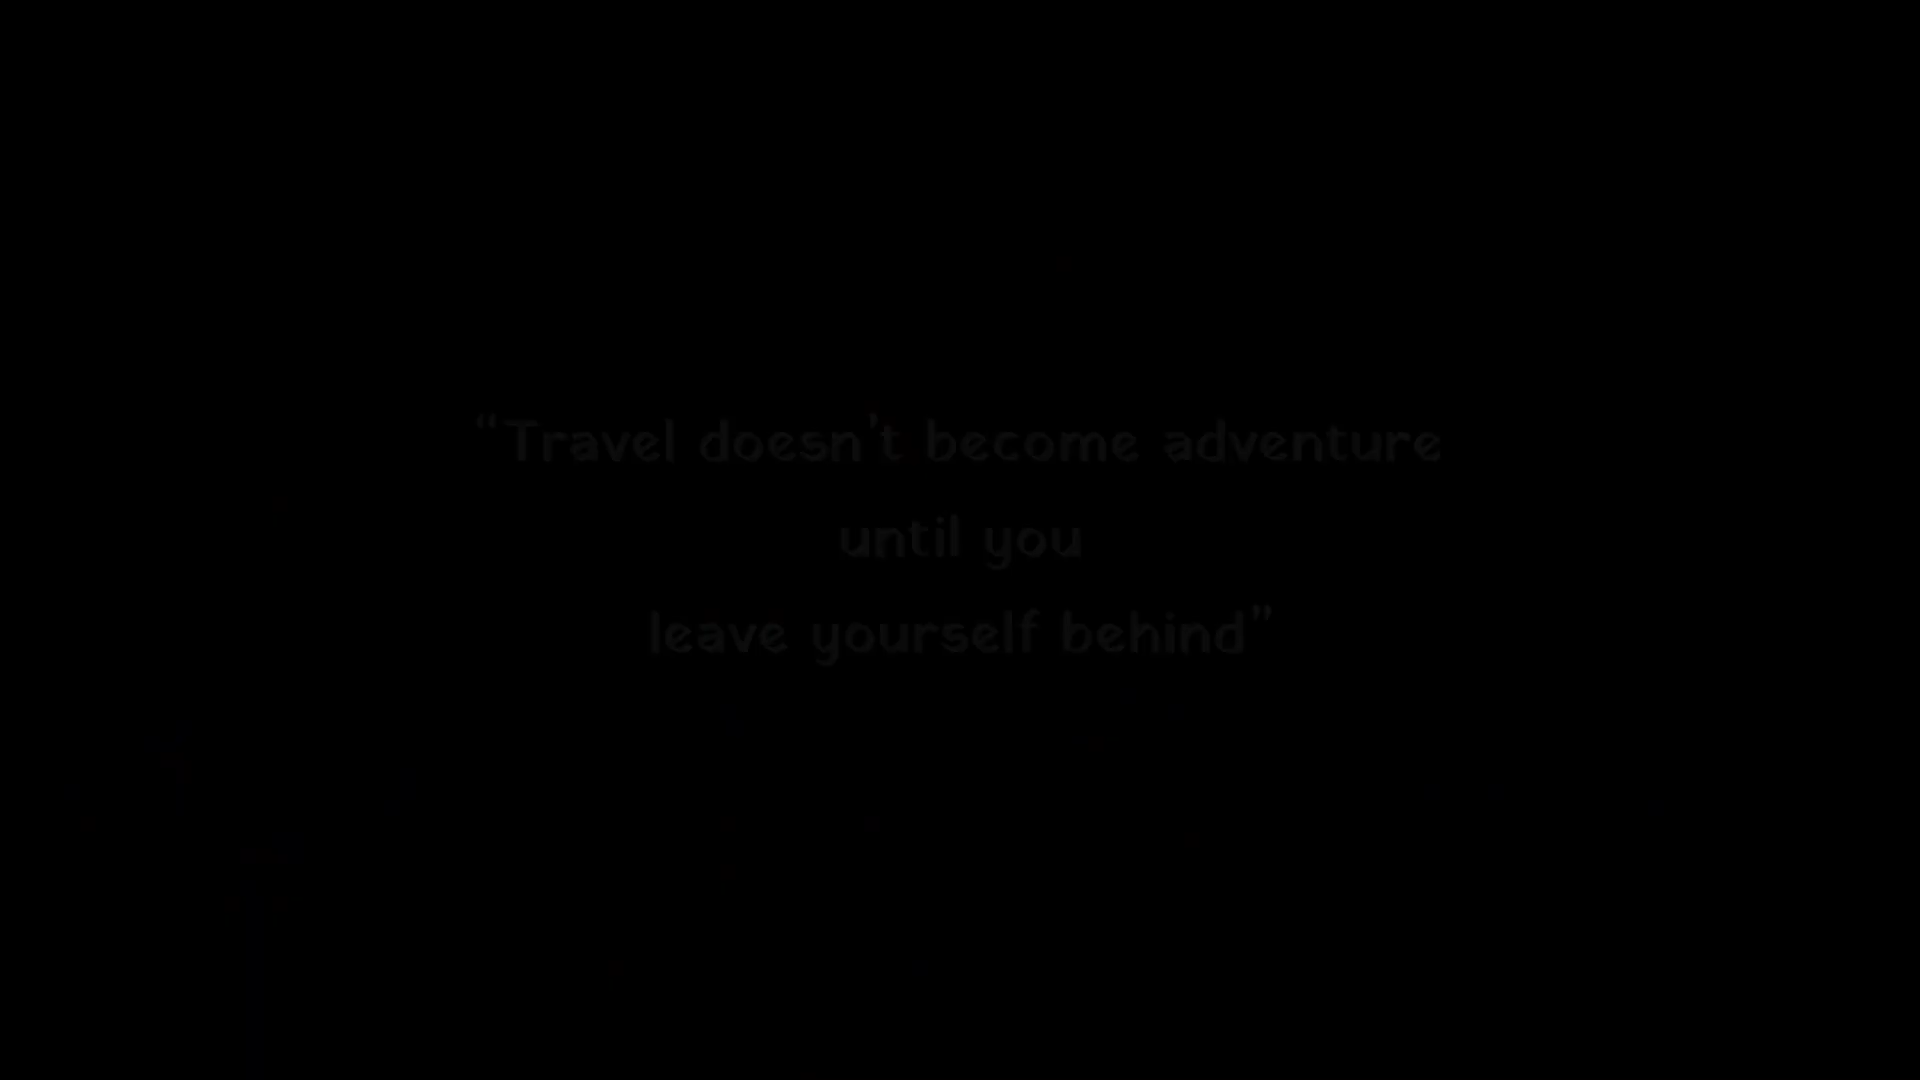 “Travel doesn’t become adventure
until you
leave yourself behind”